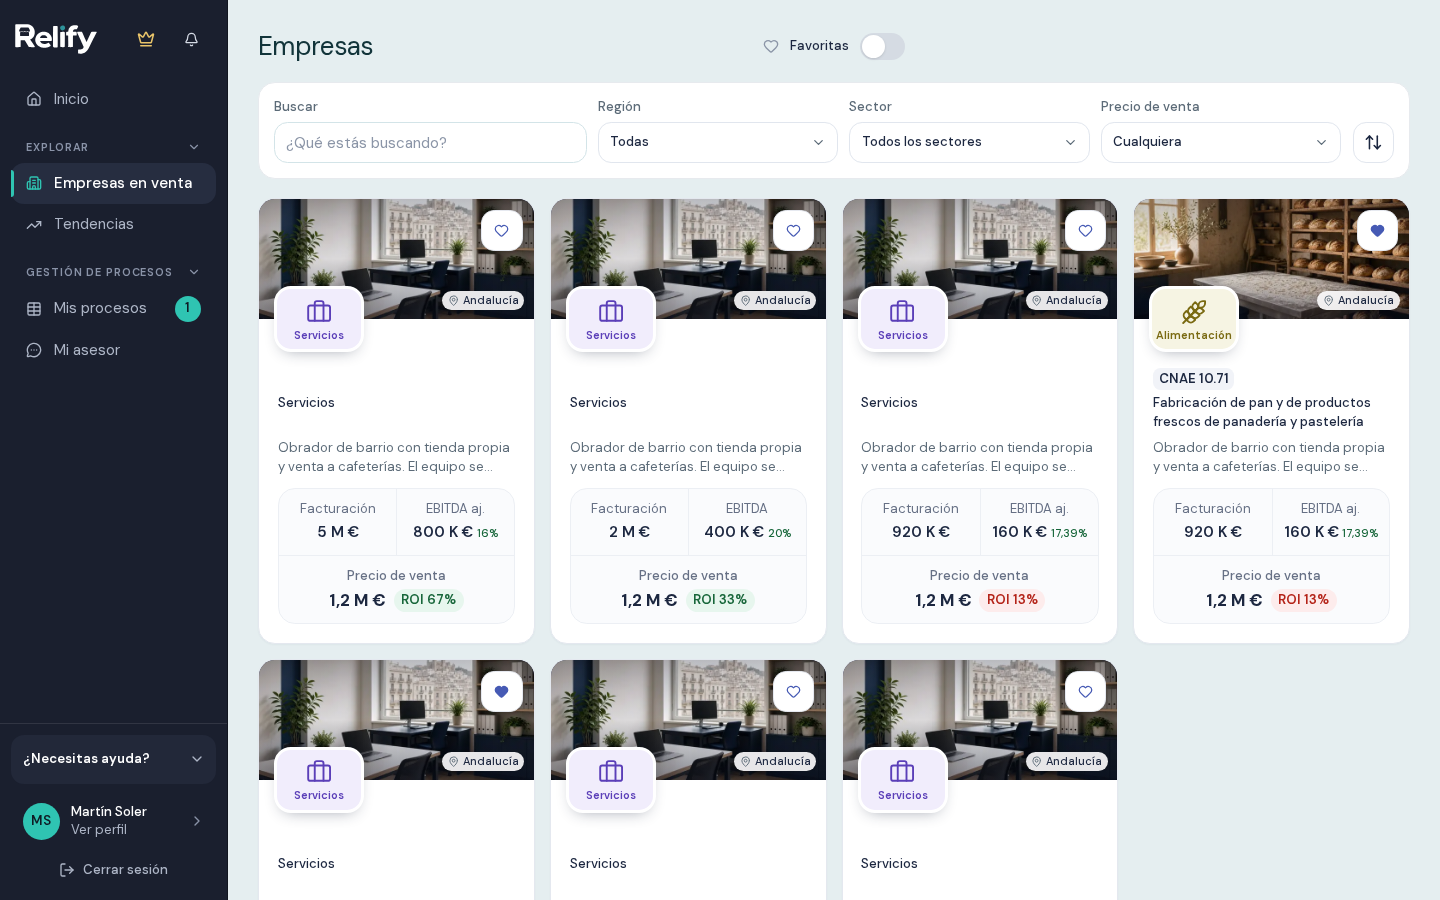 Relify
Inicio
EXPLORAR
Empresas en venta
Tendencias
GESTIÓN DE PROCESOS
Mis procesos
1
Mi asesor
¿Necesitas ayuda?
MS
Martín Soler
Ver perfil
Cerrar sesión
Empresas
Favoritas
Buscar
¿Qué estás buscando?
Región
Todas
Sector
Todos los sectores
Precio de venta
Cualquiera
Andalucía
Servicios
Servicios
Obrador de barrio con tienda propia
y venta a cafeterías. El equipo se...
Facturación
5 M €
EBITDA aj.
800 K € 16%
Precio de venta
1,2 M € ROI 67%
Andalucía
Servicios
Servicios
Obrador de barrio con tienda propia
y venta a cafeterías. El equipo se...
Facturación
2 M €
EBITDA
400 K € 20%
Precio de venta
1,2 M € ROI 33%
Andalucía
Servicios
Servicios
Obrador de barrio con tienda propia
y venta a cafeterías. El equipo se...
Facturación
920 K €
EBITDA aj.
160 K € 17,39%
Precio de venta
1,2 M € ROI 13%
Andalucía
Alimentación
CNAE 10.71
Fabricación de pan y de productos
frescos de panadería y pastelería
Obrador de barrio con tienda propia
y venta a cafeterías. El equipo se...
Facturación
920 K €
EBITDA aj.
160 K € 17,39%
Precio de venta
1,2 M € ROI 13%
Andalucía
Servicios
Servicios
Andalucía
Servicios
Servicios
Andalucía
Servicios
Servicios